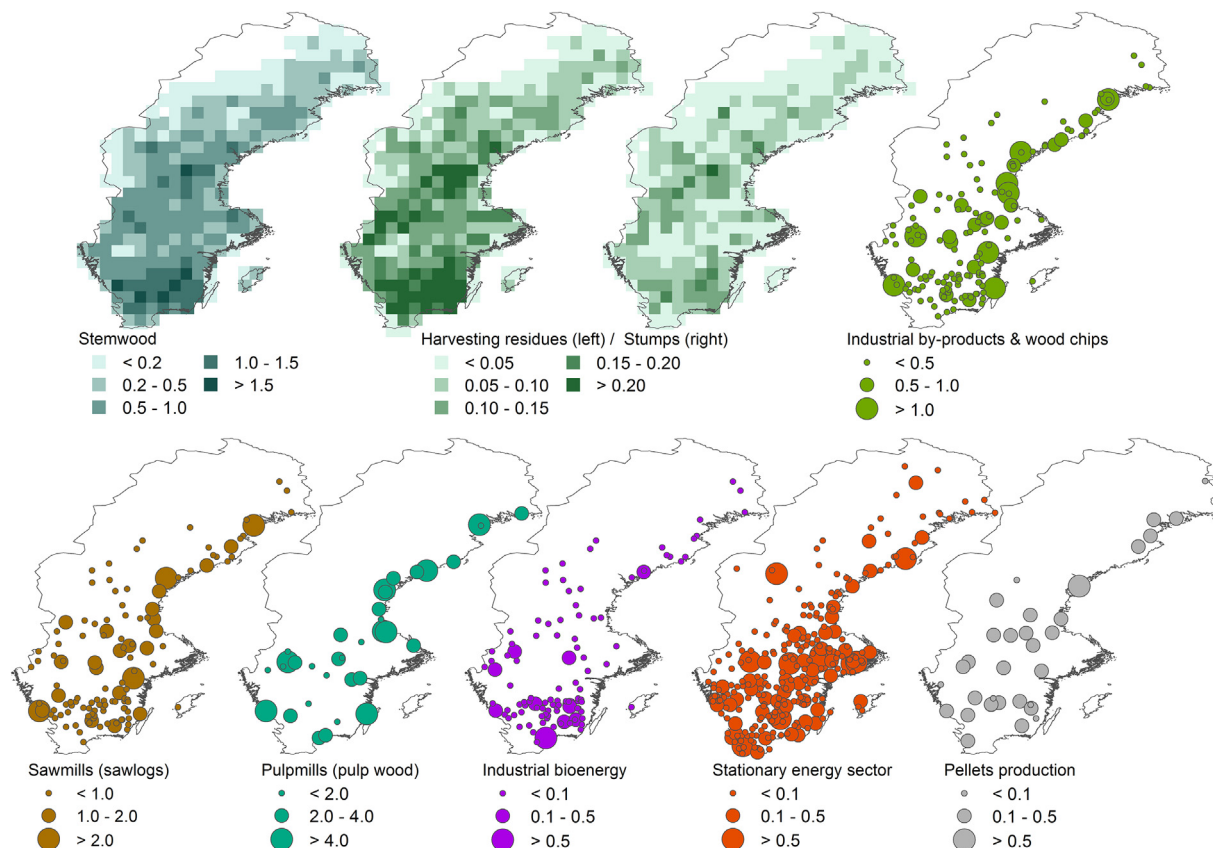 Stemwood
< 0.2
0.2 - 0.5
0.5 - 1.0
1.0 - 1.5
> 1.5
Harvesting residues (left) / Stumps (right)
< 0.05
0.05 - 0.10
0.10 - 0.15
0.15 - 0.20
> 0.20
Industrial by-products & wood chips
< 0.5
0.5 - 1.0
> 1.0
Sawmills (sawlogs)
< 1.0
1.0 - 2.0
> 2.0
Pulpmills (pulp wood)
< 2.0
2.0 - 4.0
> 4.0
Industrial bioenergy
< 0.1
0.1 - 0.5
> 0.5
Stationary energy sector
< 0.1
0.1 - 0.5
> 0.5
Pellets production
< 0.1
0.1 - 0.5
> 0.5